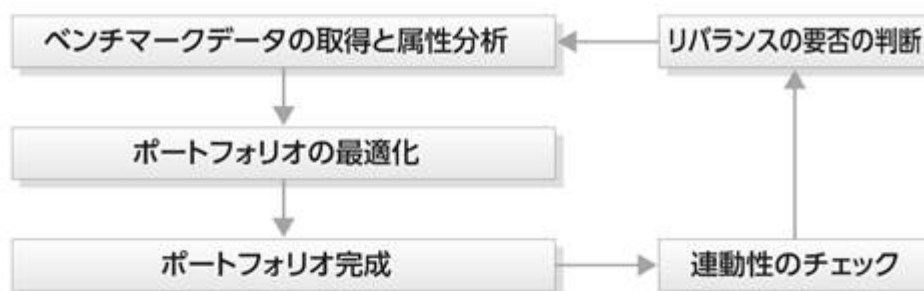 ベンチマークデータの取得と属性分析
リバランスの要否の判断
ポートフォリオの最適化
ポートフォリオ完成
連動性のチェック